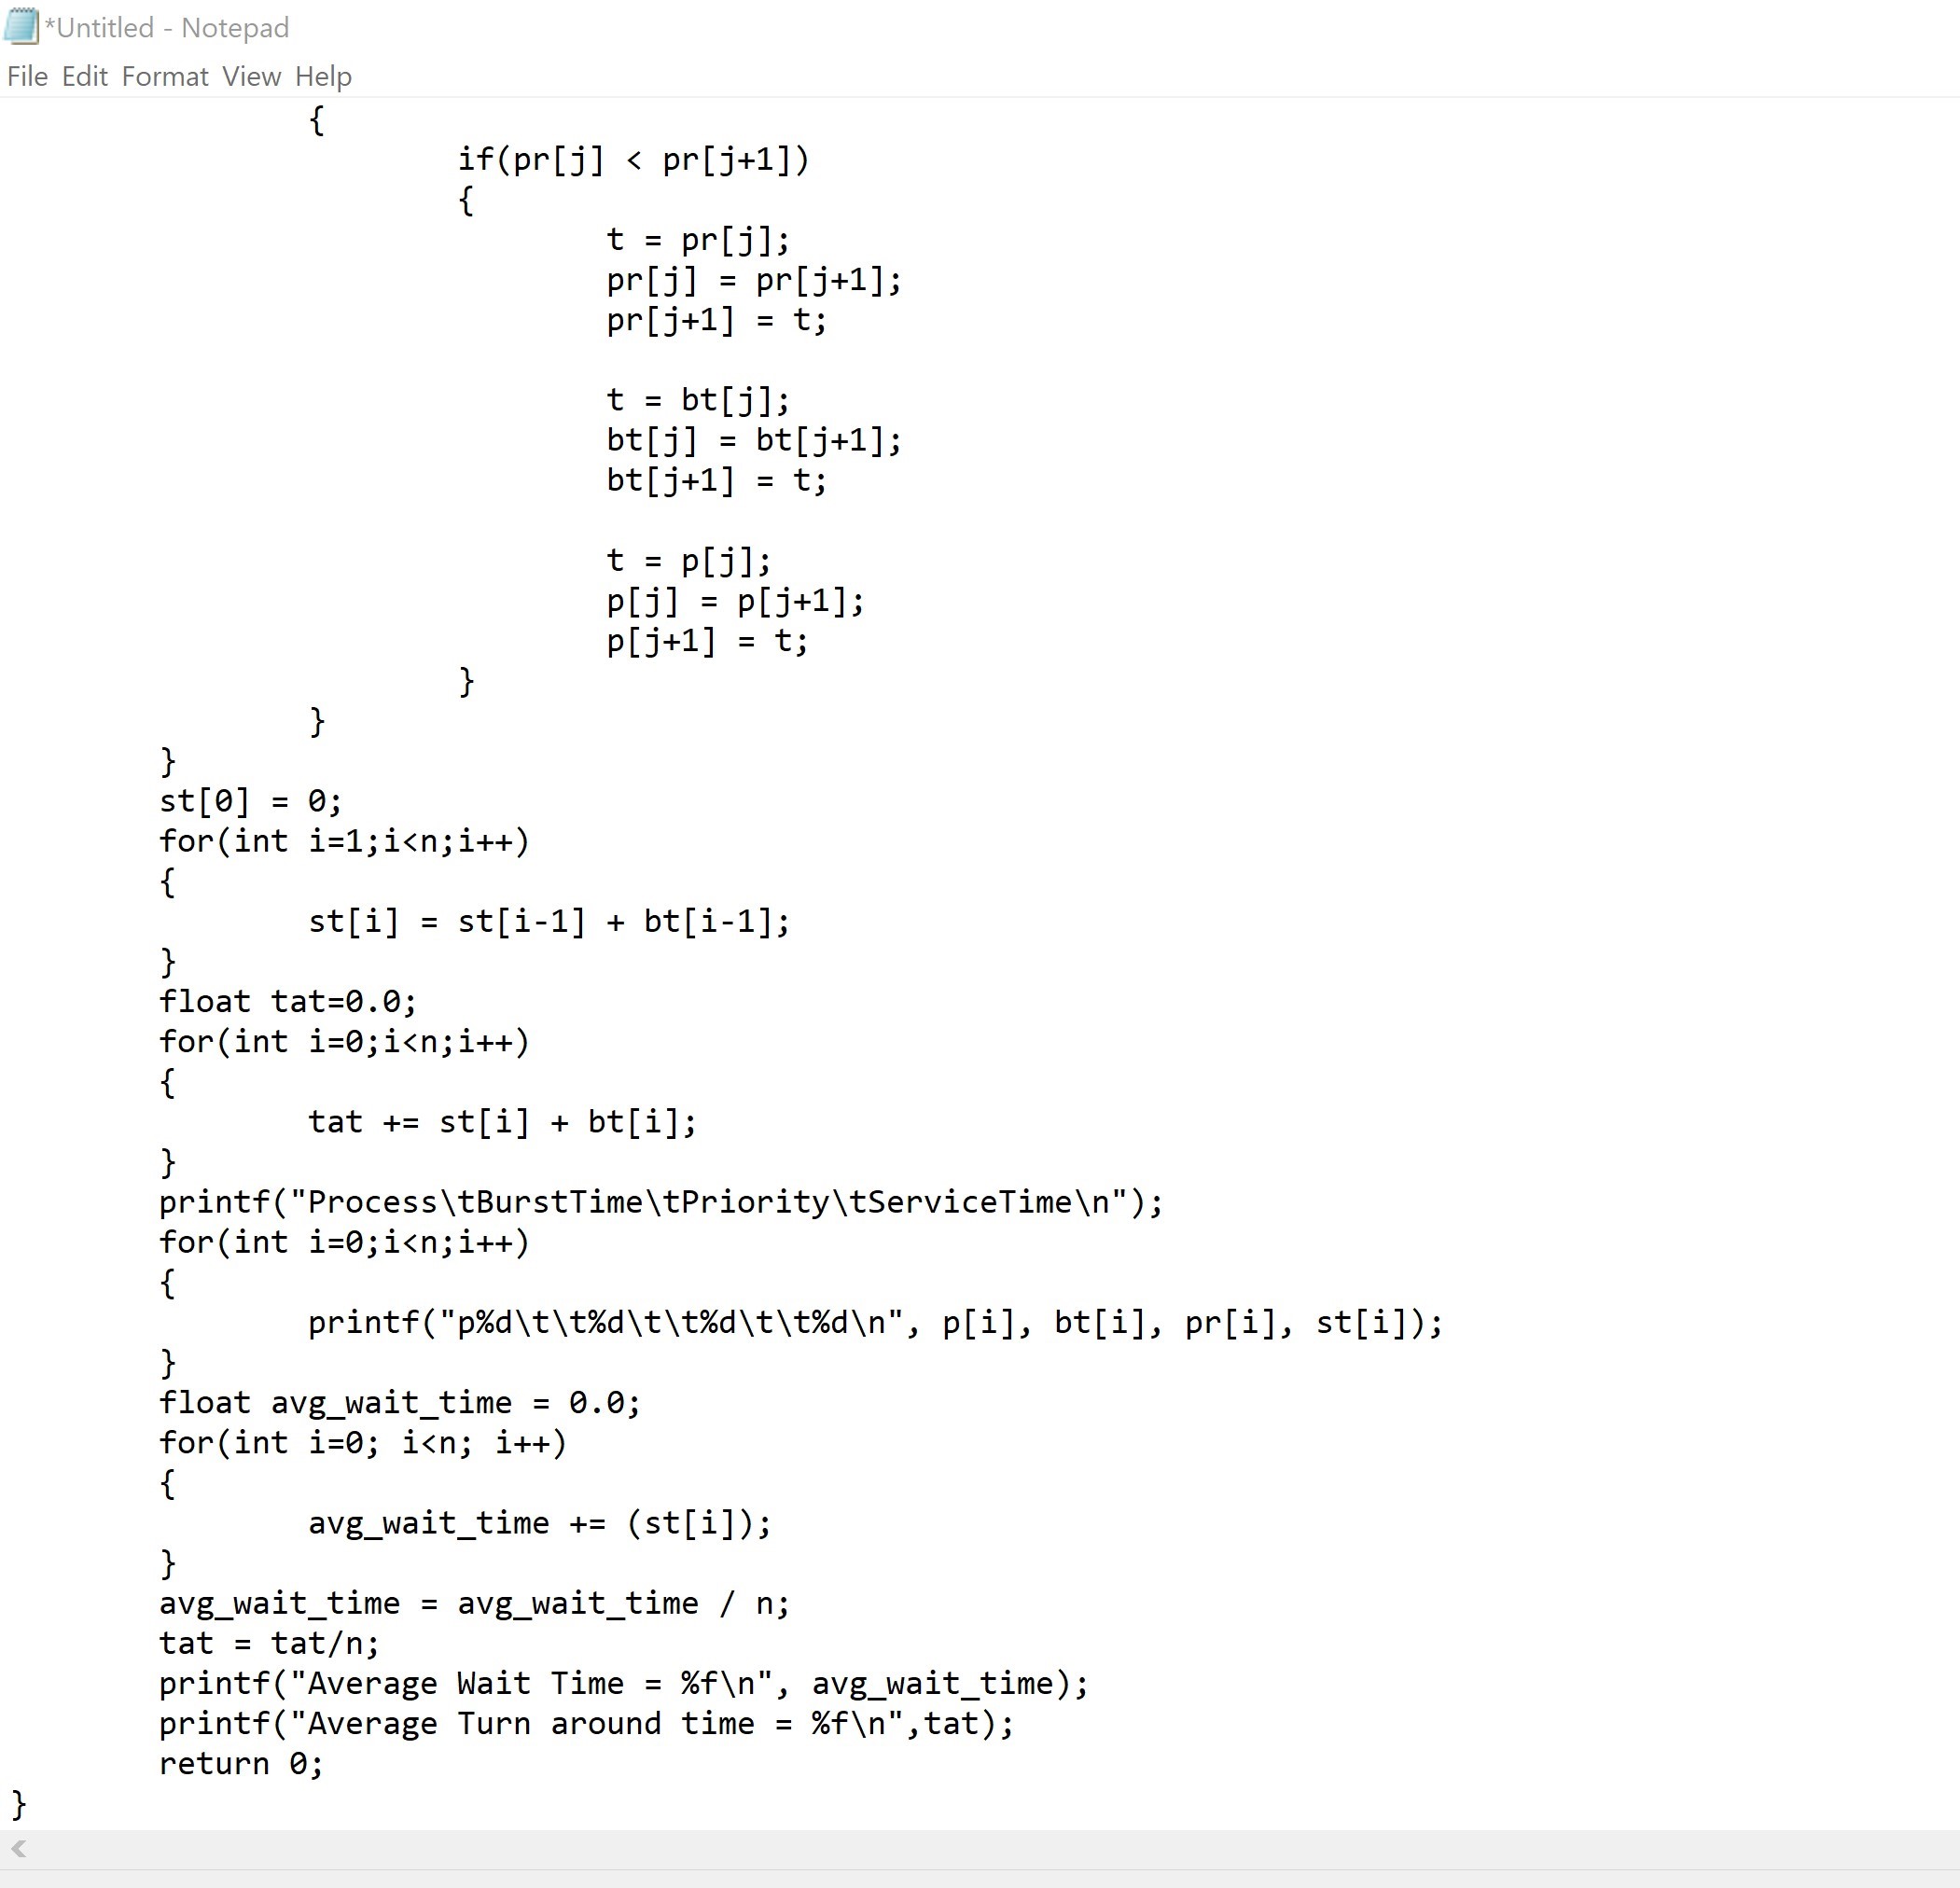 *Untitled - Notepad
File Edit Format View Help
{
if(pr[j] < pr[j+1])
{
t = pr[j];
pr[j] = pr[j+1];
pr[j+1] = t;
t = bt[j];
bt[j] = bt[j+1];
bt[j+1] = t;
t = p[j];
p[j] = p[j+1];
p[j+1] = t;
}
}
}
st[0] = 0;
for(int i=1;i<n;i++)
{
st[i] = st[i-1] + bt[i-1];
}
float tat=0.0;
for(int i=0;i<n;i++)
{
tat += st[i] + bt[i];
}
printf("Process\tBurstTime\tPriority\tServiceTime\n");
for(int i=0;i<n;i++)
{
printf("p%d\t\t%d\t\t%d\t\t%d\n", p[i], bt[i], pr[i], st[i]);
}
float avg_wait_time = 0.0;
for(int i=0; i<n; i++)
{
avg_wait_time += (st[i]);
}
avg_wait_time = avg_wait_time / n;
tat = tat/n;
printf("Average Wait Time = %f\n", avg_wait_time);
printf("Average Turn around time = %f\n",tat);
return 0;
}